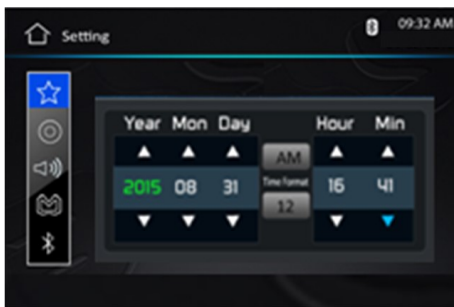 Setting 09:32 AM
Year Mon Day Hour Min
AM
2015 08 31 Time Format 16 41
12